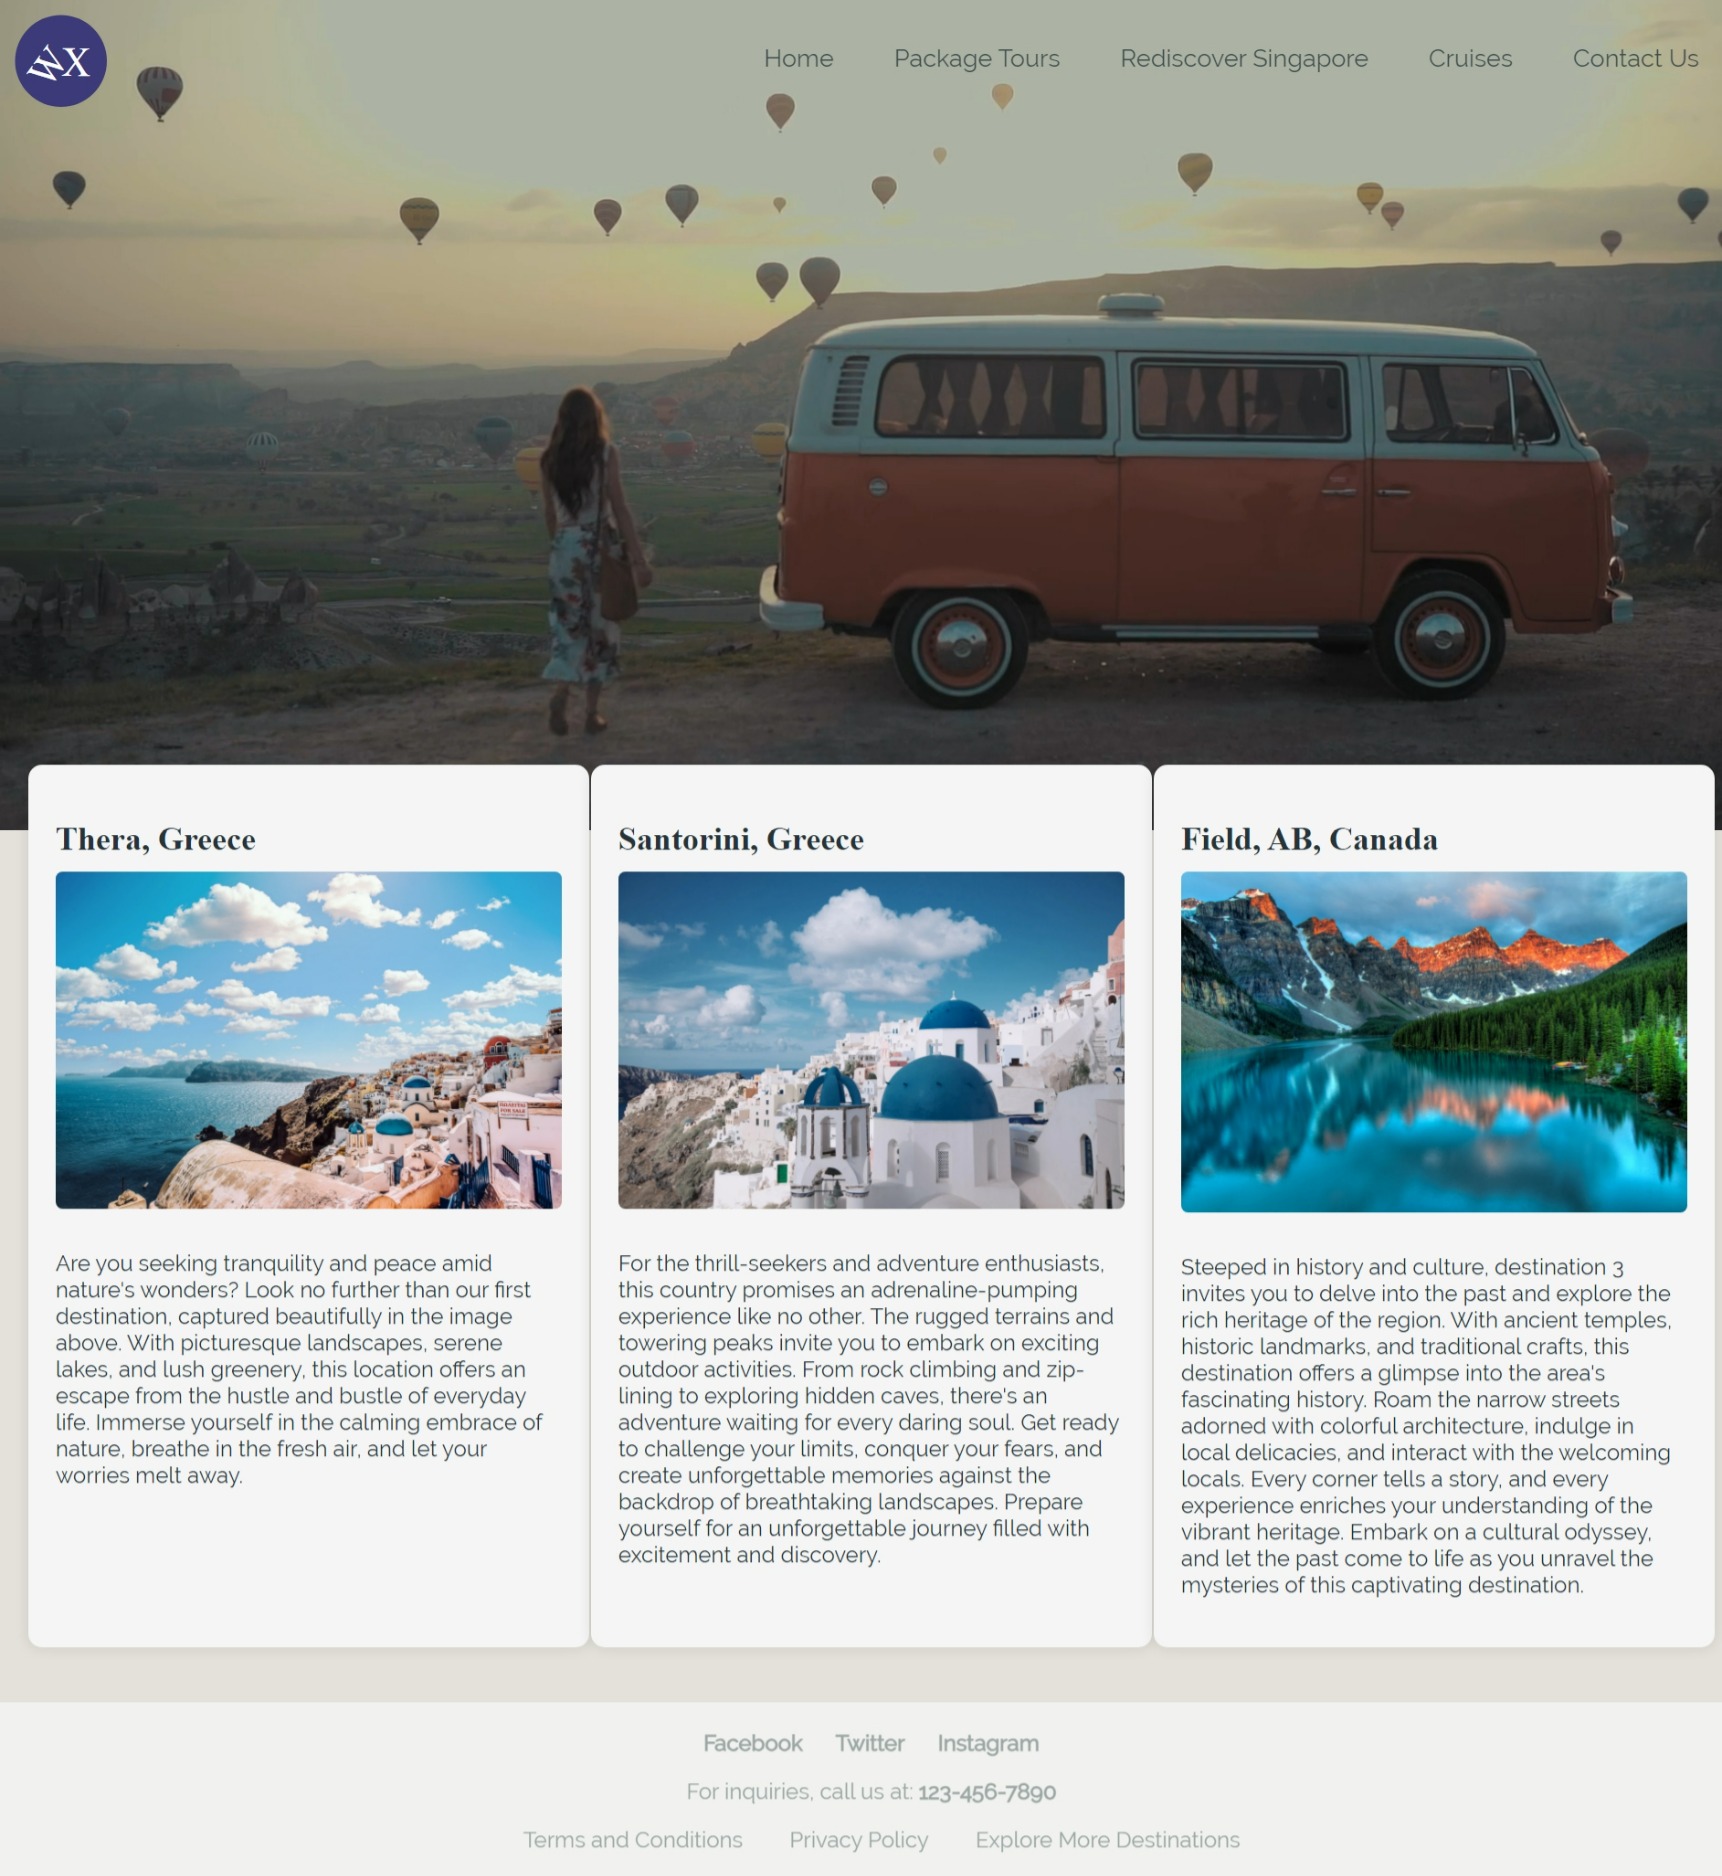 WX
Home Package Tours Rediscover Singapore Cruises Contact Us
Thera, Greece
Are you seeking tranquility and peace amid
nature's wonders? Look no further than our first
destination, captured beautifully in the image
above. With picturesque landscapes, serene
lakes, and lush greenery, this location offers an
escape from the hustle and bustle of everyday
life. Immerse yourself in the calming embrace of
nature, breathe in the fresh air, and let your
worries melt away.
Santorini, Greece
For the thrill-seekers and adventure enthusiasts,
this country promises an adrenaline-pumping
experience like no other. The rugged terrains and
towering peaks invite you to embark on exciting
outdoor activities. From rock climbing and zip-
lining to exploring hidden caves, there's an
adventure waiting for every daring soul. Get ready
to challenge your limits, conquer your fears, and
create unforgettable memories against the
backdrop of breathtaking landscapes. Prepare
yourself for an unforgettable journey filled with
excitement and discovery.
Field, AB, Canada
Steeped in history and culture, destination 3
invites you to delve into the past and explore the
rich heritage of the region. With ancient temples,
historic landmarks, and traditional crafts, this
destination offers a glimpse into the area's
fascinating history. Roam the narrow streets
adorned with colorful architecture, indulge in
local delicacies, and interact with the welcoming
locals. Every corner tells a story, and every
experience enriches your understanding of the
vibrant heritage. Embark on a cultural odyssey,
and let the past come to life as you unravel the
mysteries of this captivating destination.
Facebook Twitter Instagram
For inquiries, call us at: 123-456-7890
Terms and Conditions Privacy Policy Explore More Destinations